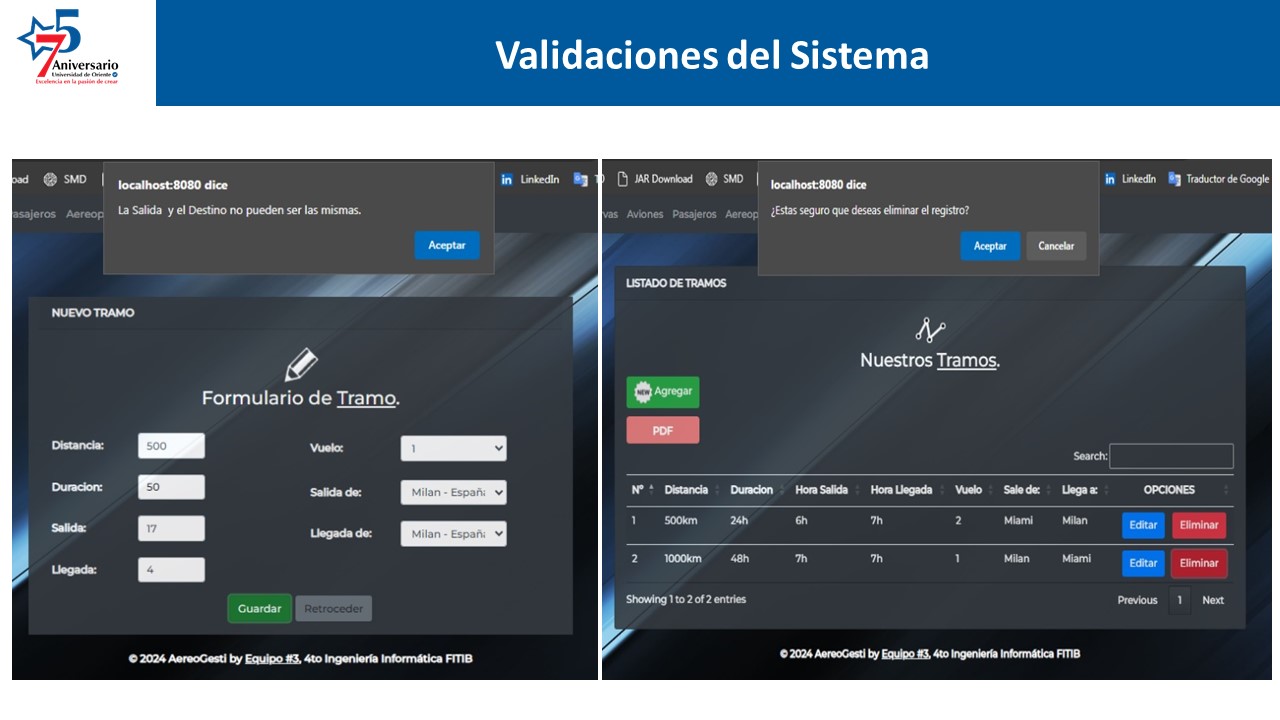 75
Aniversario
Universidad de Oriente
Excelencia en la pasión de crear
Validaciones del Sistema
oad SMD LinkedIn
localhost:8080 dice
La Salida y el Destino no pueden ser las mismas.
Aceptar
asajeros Aereop
NUEVO TRAMO
Formulario de Tramo.
Distancia: 500 Vuelo: 1
Duracion: 50 Salida de: Milan - Españ
Salida: 17 Llegada de: Milan - Españ
Llegada: 4
Guardar Retroceder
© 2024 AereoGesti by Equipo #3, 4to Ingeniería Informática FITIB
JAR Download SMD LinkedIn Traductor de Google
localhost:8080 dice
¿Estas seguro que deseas eliminar el registro?
Aceptar Cancelar
vas Aviones Pasajeros Aereop
LISTADO DE TRAMOS
Nuestros Tramos.
NEW Agregar
PDF
Search:
Nº Distancia Duracion Hora Salida Hora Llegada Vuelo Sale de: Llega a: OPCIONES
1 500km 24h 6h 7h 2 Miami Milan Editar Eliminar
2 1000km 48h 7h 7h 1 Milan Miami Editar Eliminar
Showing 1 to 2 of 2 entries Previous 1 Next
© 2024 AereoGesti by Equipo #3, 4to Ingeniería Informática FITIB